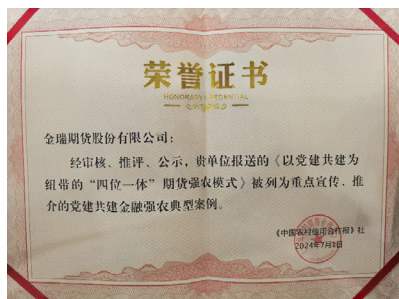 荣誉证书
HONORARY CREDENTIAL
金瑞期货股份有限公司：
经审核、推评、公示，贵单位报送的《以党建共建为
纽带的“四位一体”期货强农模式》被列为重点宣传、推
介的党建共建金融强农典型案例。
《中国农村信用合作报》社
2024年7月1日